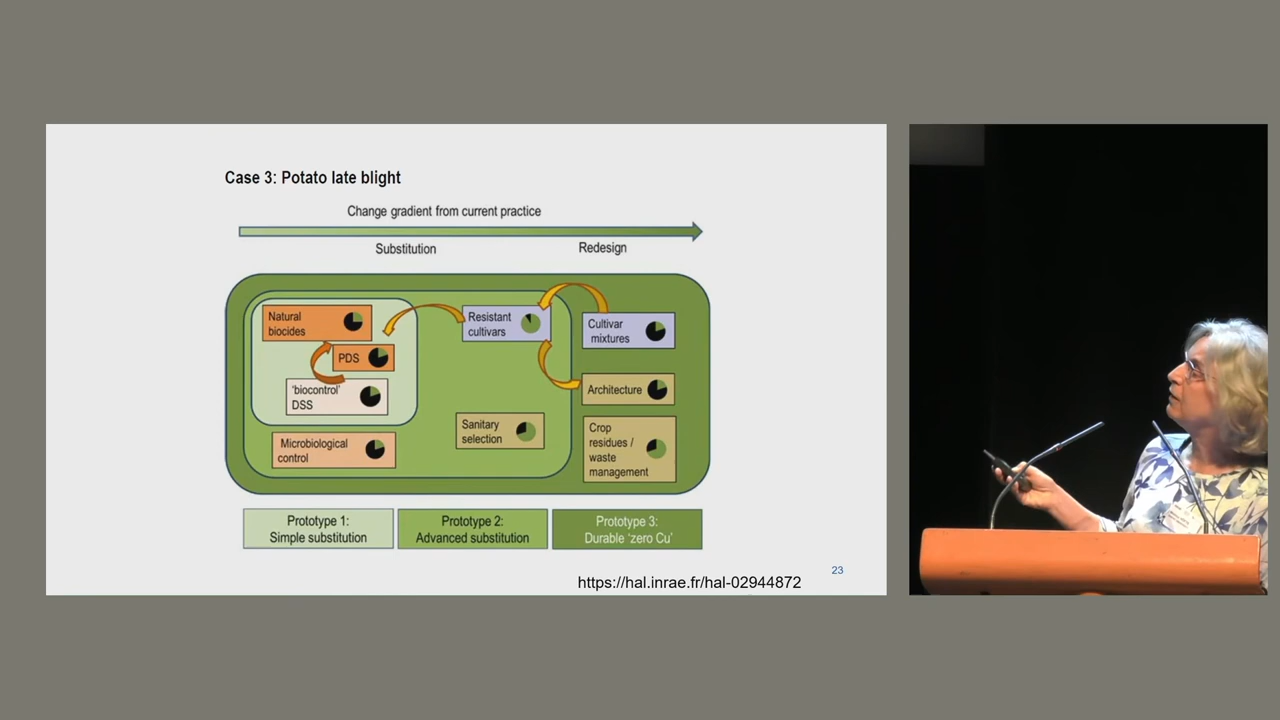 Case 3: Potato late blight
Change gradient from current practice
Substitution
Redesign
Natural
biocides
PDS
'biocontrol'
DSS
Microbiological
control
Resistant
cultivars
Sanitary
selection
Cultivar
mixtures
Architecture
Crop
residues /
waste
management
Prototype 1:
Simple substitution
Prototype 2:
Advanced substitution
Prototype 3:
Durable 'zero Cu'
23
https://hal.inrae.fr/hal-02944872